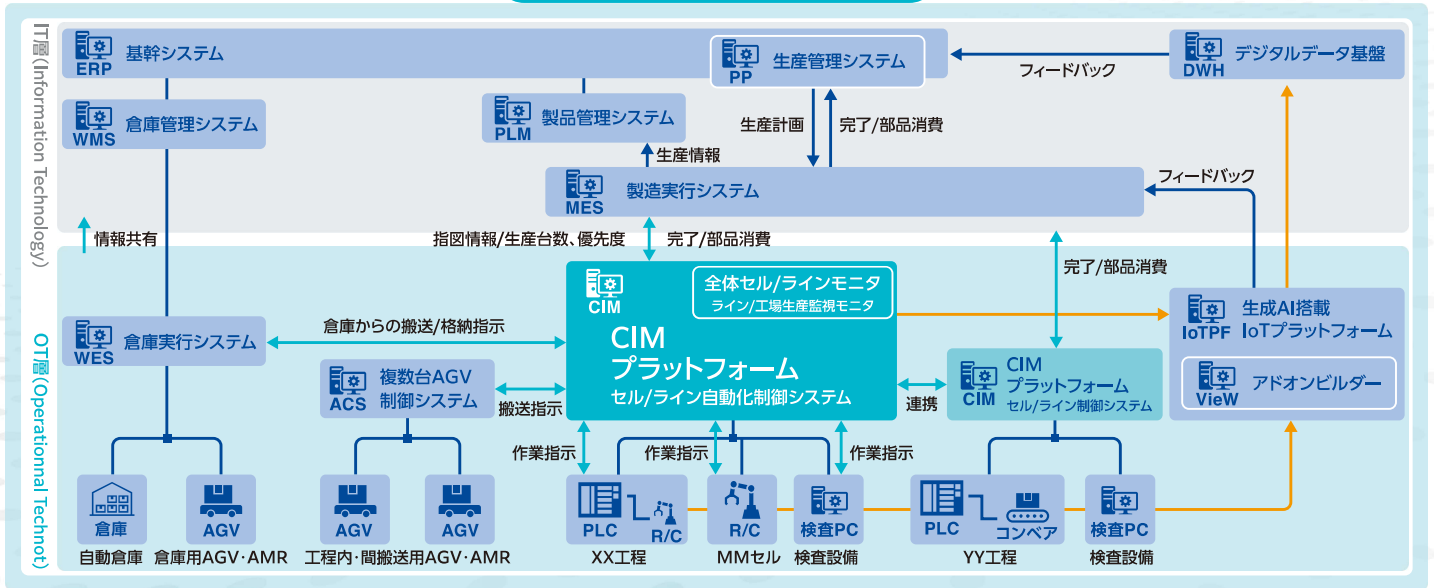 IT層(Information Technology)
ERP
基幹システム
PP
生産管理システム
フィードバック
DWH
デジタルデータ基盤
WMS
倉庫管理システム
PLM
製品管理システム
生産計画
完了/部品消費
生産情報
MES
製造実行システム
フィードバック
情報共有
指図情報/生産台数、優先度
完了/部品消費
完了/部品消費
OT層(Operationnal Technot)
CIM
全体セル/ラインモニタ
ライン/工場生産監視モニタ
CIM
プラットフォーム
セル/ライン自動化制御システム
倉庫からの搬送/格納指示
WES
倉庫実行システム
ACS
複数台AGV
制御システム
搬送指示
連携
CIM
CIM
プラットフォーム
セル/ライン制御システム
IoTPF
生成AI搭載
IoTプラットフォーム
VieW
アドオンビルダー
作業指示
作業指示
作業指示
倉庫
自動倉庫
AGV
倉庫用AGV・AMR
AGV
AGV
工程内・間搬送用AGV・AMR
PLC
R/C
XX工程
R/C
MMセル
検査PC
検査設備
PLC
コンベア
YY工程
検査PC
検査設備